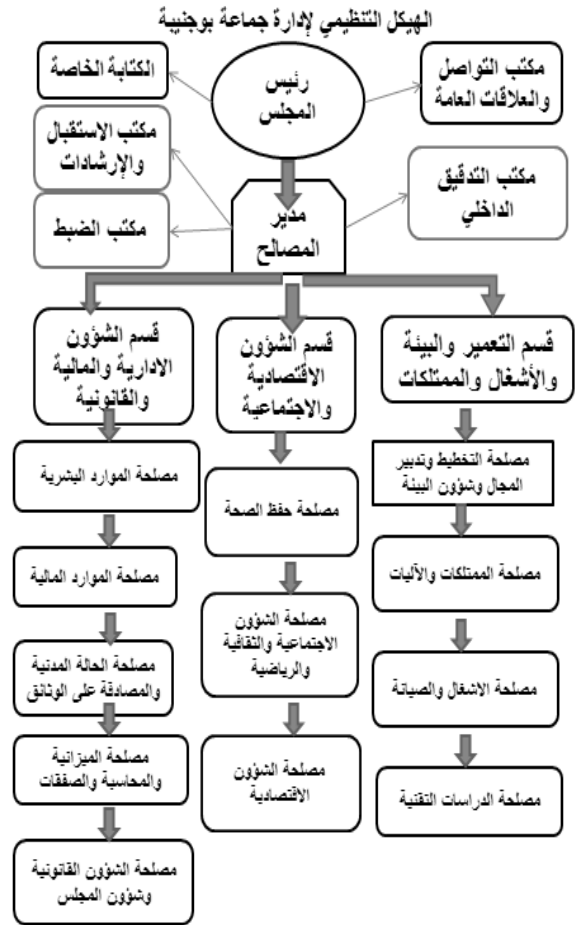 الهيكل التنظيمي لإدارة جماعة بوجنيبة
رئيس
المجلس
مكتب التواصل
والعلاقات العامة
الكتابة الخاصة
مكتب الاستقبال
والإرشادات
مكتب التدقيق
الداخلي
مكتب الضبط
مدير
المصالح
قسم التعمير والبيئة
والأشغال والممتلكات
مصلحة التخطيط وتدبير
المجال وشؤون البيئة
مصلحة الممتلكات والآليات
مصلحة الاشغال والصيانة
مصلحة الدراسات التقنية
قسم الشؤون
الاقتصادية
والاجتماعية
مصلحة حفظ الصحة
مصلحة الشؤون
الاجتماعية والثقافية
والرياضية
مصلحة الشؤون
الاقتصادية
قسم الشؤون
الادارية والمالية
والقانونية
مصلحة الموارد البشرية
مصلحة الموارد المالية
مصلحة الحالة المدنية
والمصادقة على الوثائق
مصلحة الميزانية
والمحاسبة والصفقات
مصلحة الشؤون القانونية
وشؤون المجلس